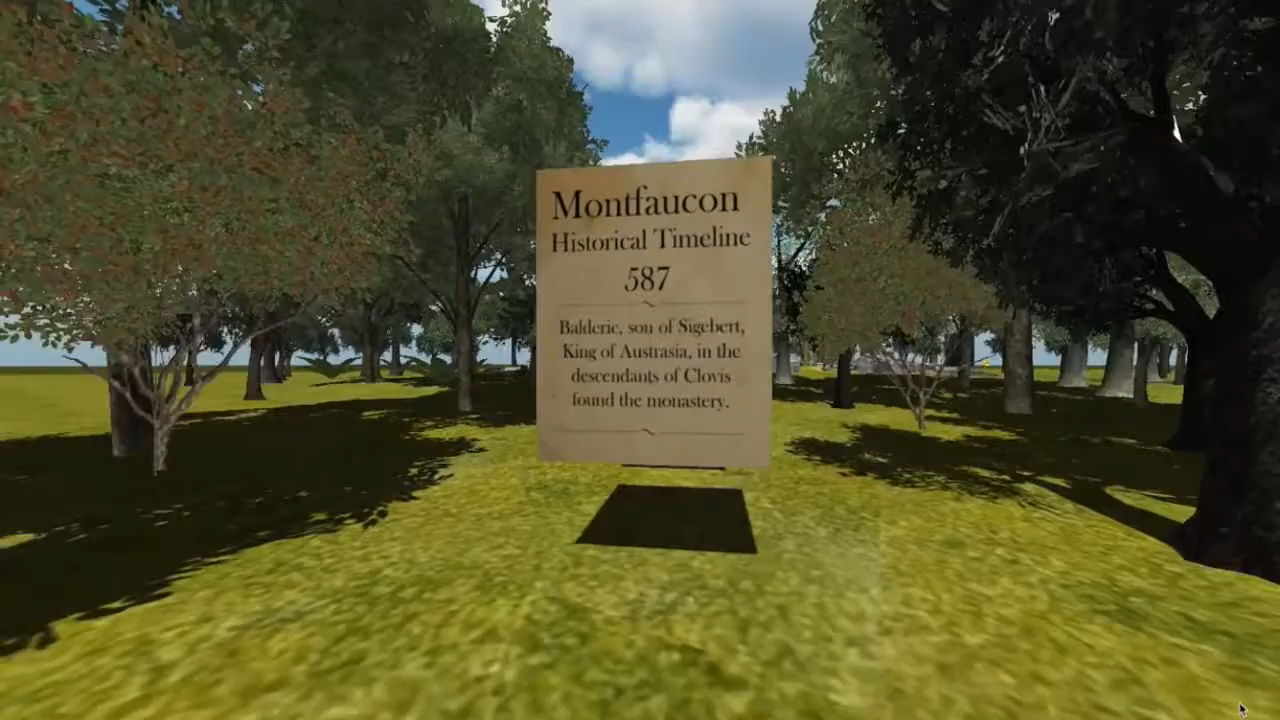 Montfaucon
Historical Timeline
587
Balderic, son of Sigebert,
King of Austrasia, in the
descendants of Clovis
found the monastery.